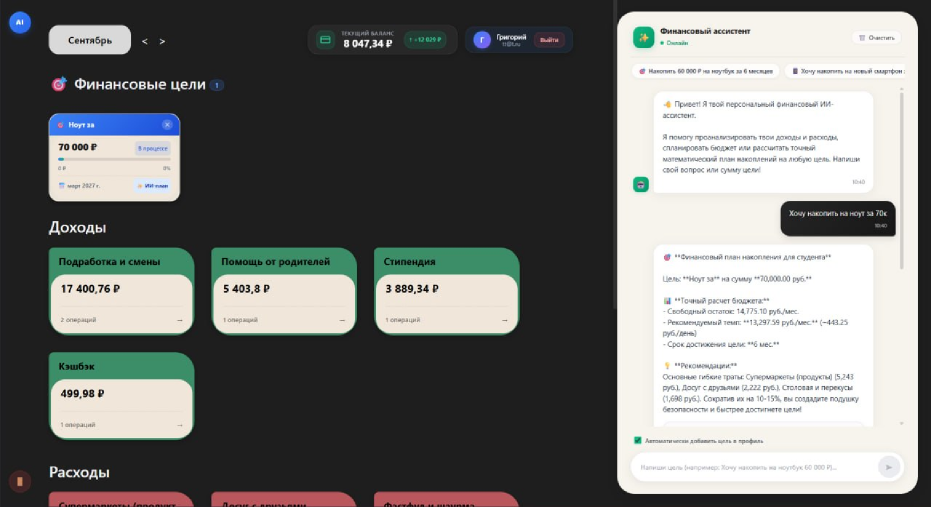 AI
Сентябрь
< >
ТЕКУЩИЙ БАЛАНС
8 047,34 ₽
Г
Григорий
Выйти
Финансовые цели 1
Ноут за
70 000 ₽
В процессе
0 ₽
0%
март 2027 г.
ИИ-план
Доходы
Подработка и смены
17 400,76 ₽
2 операций →
Помощь от родителей
5 403,8 ₽
1 операций →
Стипендия
3 889,34 ₽
1 операций →
Кэшбэк
499,98 ₽
1 операций →
Расходы
Супермаркеты (продукт
Досуг с друзьями
Фастфуд и шаурма
Финансовый ассистент
Онлайн
Очистить
Накопить 60 000 ₽ на ноутбук за 6 месяцев
Хочу накопить на новый смартфон з
Привет! Я твой персональный финансовый ИИ-
ассистент.
Я помогу проанализировать твои доходы и расходы,
спланировать бюджет или рассчитать точный
математический план накоплений на любую цель. Напиши
свой вопрос или сумму цели!
10:40
Хочу накопить на ноут за 70к
10:40
**Финансовый план накопления для студента**
Цель: **Ноут за** на сумму **70,000.00 руб.**
**Точный расчет бюджета:**
- Свободный остаток: 14,775.10 руб./мес.
- Рекомендуемый темп: **13,297.59 руб./мес.** (~443.25
руб./день)
- Срок достижения цели: **6 мес.**
**Рекомендации:**
Основные гибкие траты: Супермаркеты (продукты) (5,243
руб.), Досуг с друзьями (2,222 руб.), Столовая и перекусы
(1,698 руб.). Сократив их на 10-15%, вы создадите подушку
безопасности и быстрее достигнете цели!
Автоматически добавить цель в профиль
Напиши цель (например: Хочу накопить на ноутбук 60 000 ₽)...